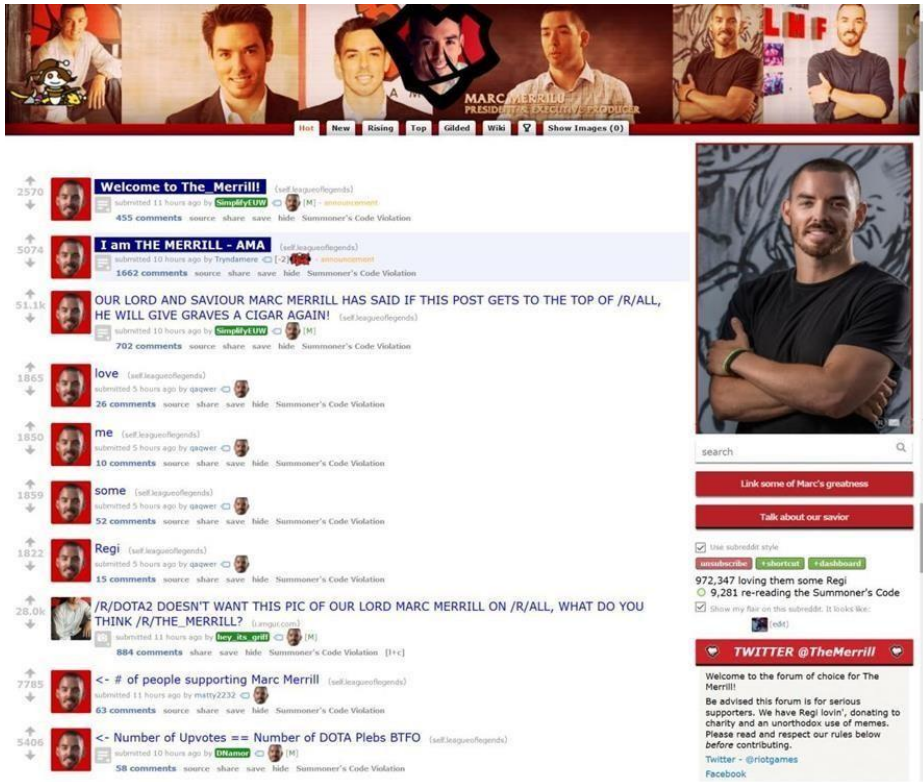 LMF
MARC MERRILL
PRESIDENT & EXECUTIVE PRODUCER
Hot New Rising Top Gilded Wiki Show Images (0)
2570
Welcome to The_Merrill! (self.leagueoflegends)
submitted 11 hours ago by SimplifyEUW [M] - announcement
455 comments source share save hide Summoner's Code Violation
5074
I am THE MERRILL - AMA (self.leagueoflegends)
submitted 10 hours ago by Tryndamere [-2] - announcement
1662 comments source share save hide Summoner's Code Violation
51.1k
OUR LORD AND SAVIOUR MARC MERRILL HAS SAID IF THIS POST GETS TO THE TOP OF /R/ALL,
HE WILL GIVE GRAVES A CIGAR AGAIN! (self.leagueoflegends)
submitted 10 hours ago by SimplifyEUW [M]
702 comments source share save hide Summoner's Code Violation
1865
love (self.leagueoflegends)
submitted 5 hours ago by qaqwer
26 comments source share save hide Summoner's Code Violation
1850
me (self.leagueoflegends)
submitted 5 hours ago by qaqwer
10 comments source share save hide Summoner's Code Violation
1859
some (self.leagueoflegends)
submitted 5 hours ago by qaqwer
52 comments source share save hide Summoner's Code Violation
1822
Regi (self.leagueoflegends)
submitted 5 hours ago by qaqwer
15 comments source share save hide Summoner's Code Violation
28.0k
/R/DOTA2 DOESN'T WANT THIS PIC OF OUR LORD MARC MERRILL ON /R/ALL, WHAT DO YOU
THINK /R/THE_MERRILL? (i.imgur.com)
submitted 11 hours ago by hey_its_griff [M]
884 comments share save hide Summoner's Code Violation [l+c]
7785
<- # of people supporting Marc Merrill (self.leagueoflegends)
submitted 11 hours ago by matty2232
63 comments source share save hide Summoner's Code Violation
5406
<- Number of Upvotes == Number of DOTA Plebs BTFO (self.leagueoflegends)
submitted 10 hours ago by DNamor [M]
58 comments source share save hide Summoner's Code Violation
search
Link some of Marc's greatness
Talk about our savior
Use subreddit style
unsubscribe +shortcut +dashboard
972,347 loving them some Regi
9,281 re-reading the Summoner's Code
Show my flair on this subreddit. It looks like:
(edit)
TWITTER @TheMerrill
Welcome to the forum of choice for The
Merrill!
Be advised this forum is for serious
supporters. We have Regi lovin', donating to
charity and an unorthodox use of memes.
Please read and respect our rules below
before contributing.
Twitter - @riotgames
Facebook